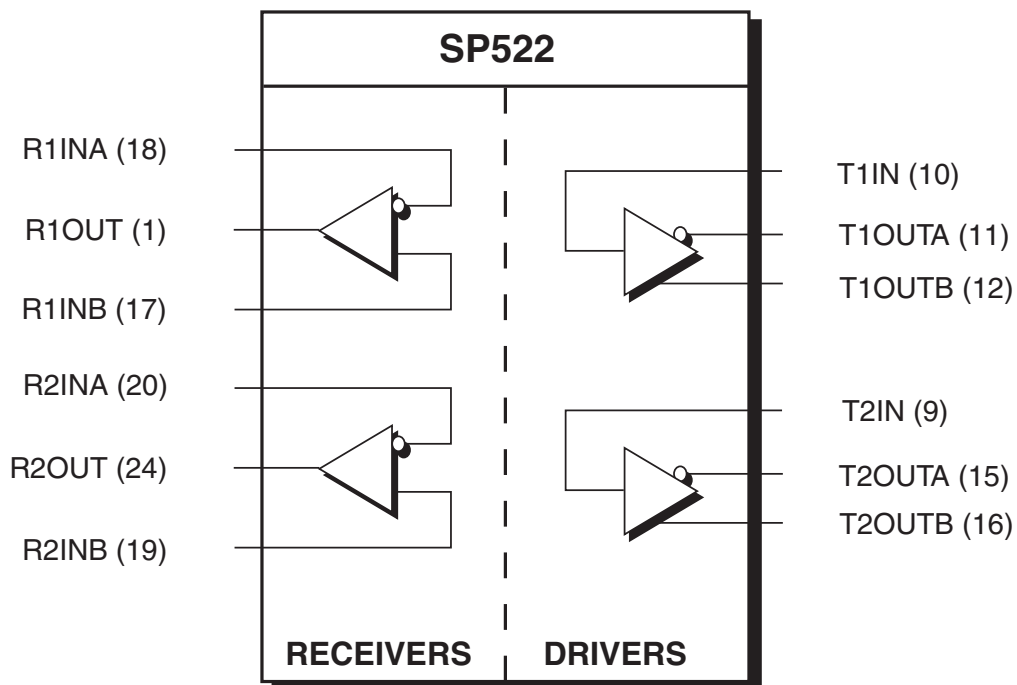 SP522
R1INA (18)
R1OUT (1)
R1INB (17)
R2INA (20)
R2OUT (24)
R2INB (19)
T1IN (10)
T1OUTA (11)
T1OUTB (12)
T2IN (9)
T2OUTA (15)
T2OUTB (16)
RECEIVERS
DRIVERS